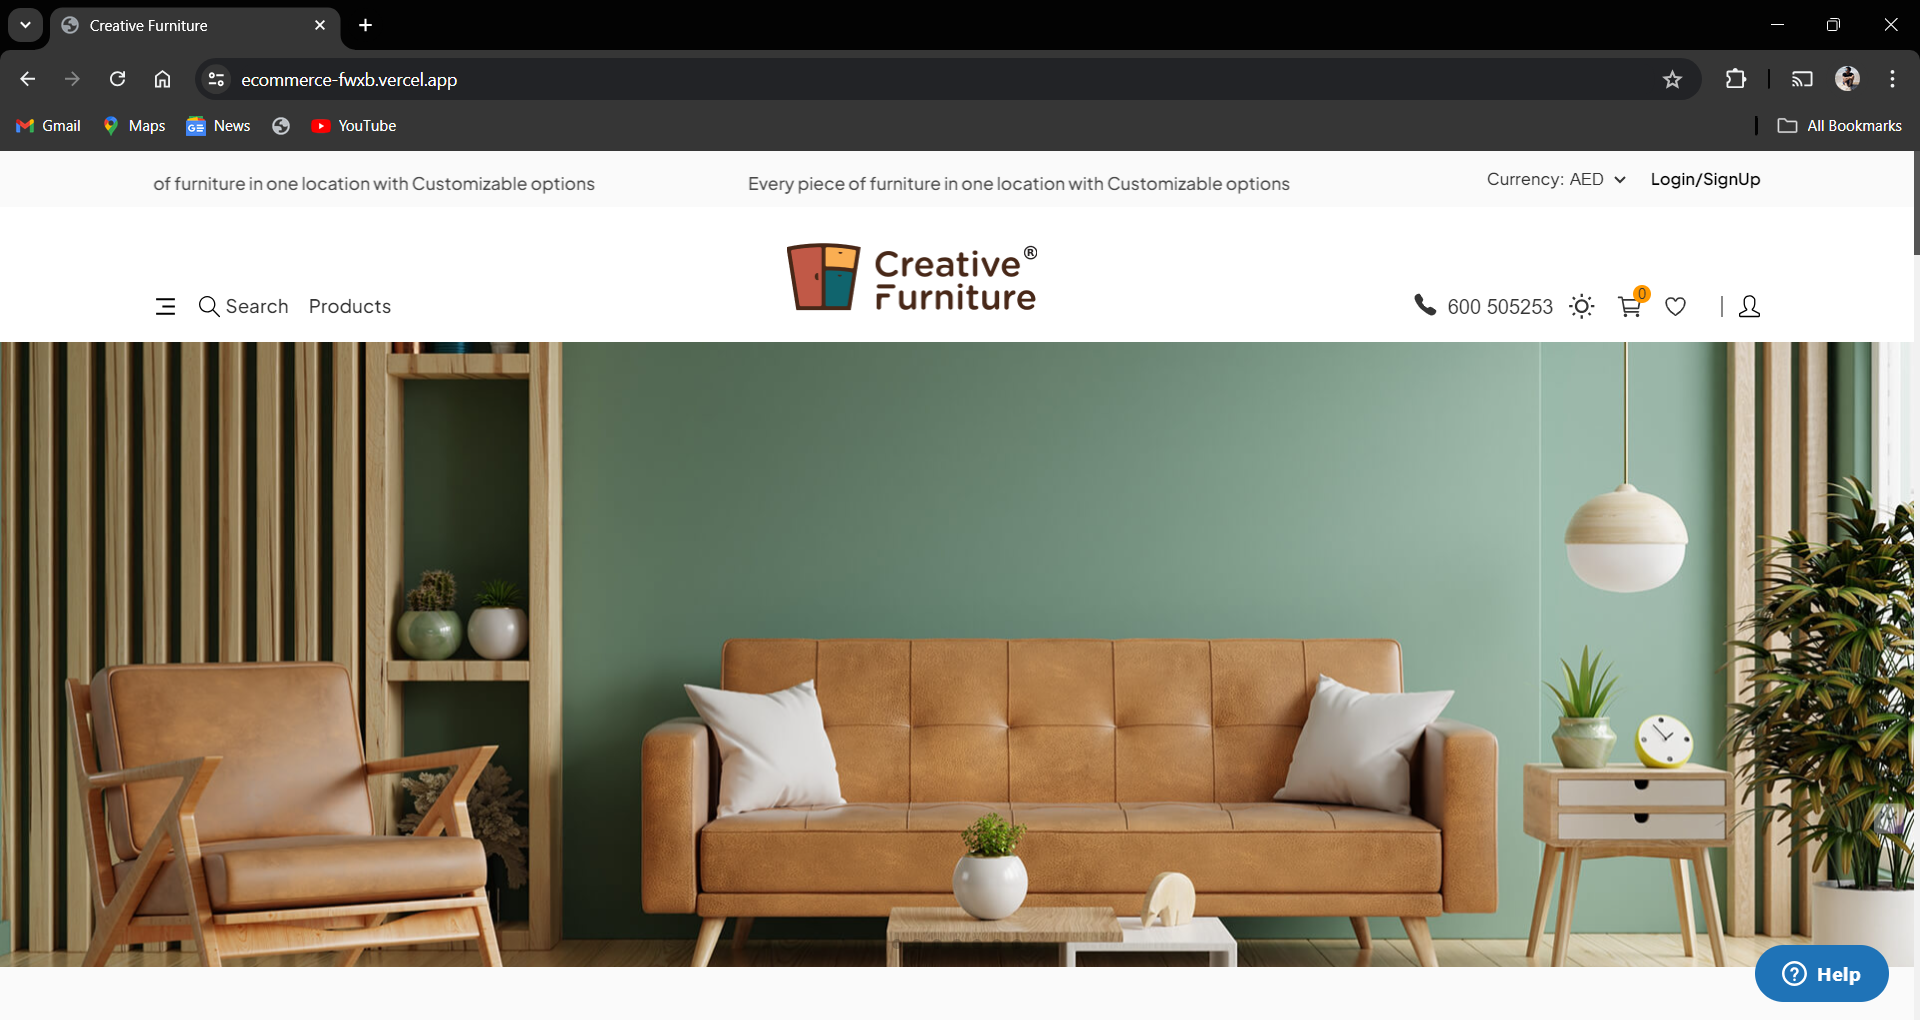 Creative Furniture
ecommerce-fwxb.vercel.app
Gmail Maps News YouTube All Bookmarks
of furniture in one location with Customizable options Every piece of furniture in one location with Customizable options Currency: AED Login/SignUp
Creative®
Furniture
Search Products 600 505253 0
Help